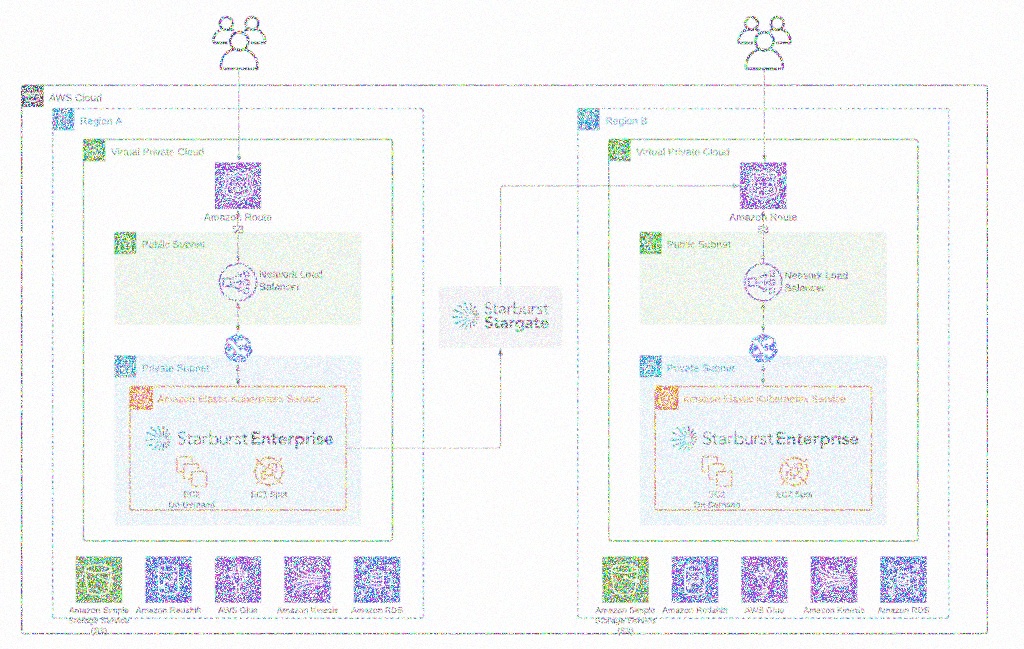 AWS Cloud
Region A
Virtual Private Cloud
Amazon Route
Public Subnet
Network Load
Balancer
Private Subnet
Amazon Elastic Kubernetes Service
Starburst Enterprise
EC2
On-Demand
EC2 Spot
Amazon Simple
Storage Service
(S3)
Amazon Redshift
AWS Glue
Amazon Kinesis
Amazon RDS
Starburst
Stargate
Region B
Virtual Private Cloud
Amazon Route
53
Public Subnet
Network Load
Balancer
Private Subnet
Amazon Elastic Kubernetes Service
Starburst Enterprise
EC2
On-Demand
EC2 Spot
Amazon Simple
Storage Service
(S3)
Amazon Redshift
AWS Glue
Amazon Kinesis
Amazon RDS